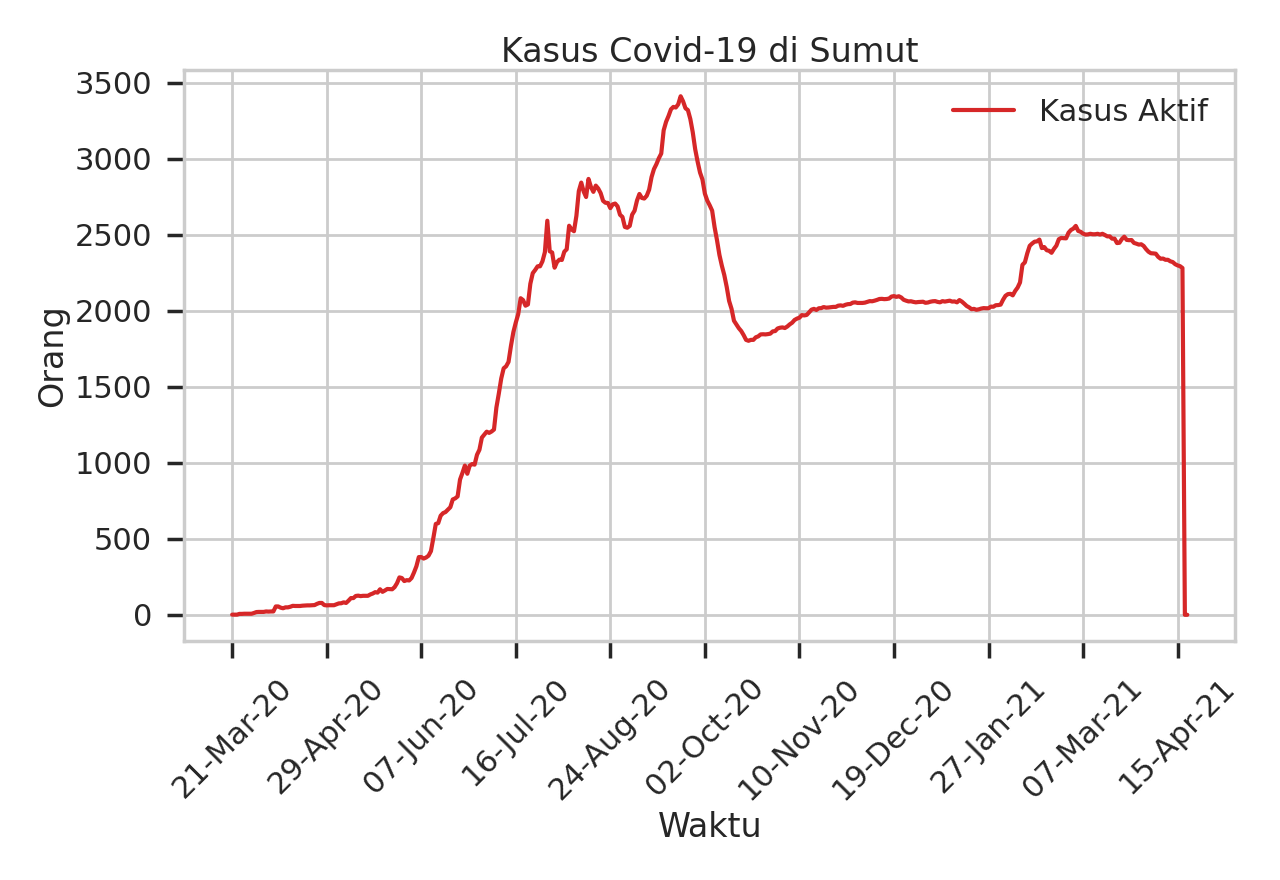 Kasus Covid-19 di Sumut
Kasus Aktif
Orang
3500
3000
2500
2000
1500
1000
500
0
21-Mar-20
29-Apr-20
07-Jun-20
16-Jul-20
24-Aug-20
02-Oct-20
10-Nov-20
19-Dec-20
27-Jan-21
07-Mar-21
15-Apr-21
Waktu